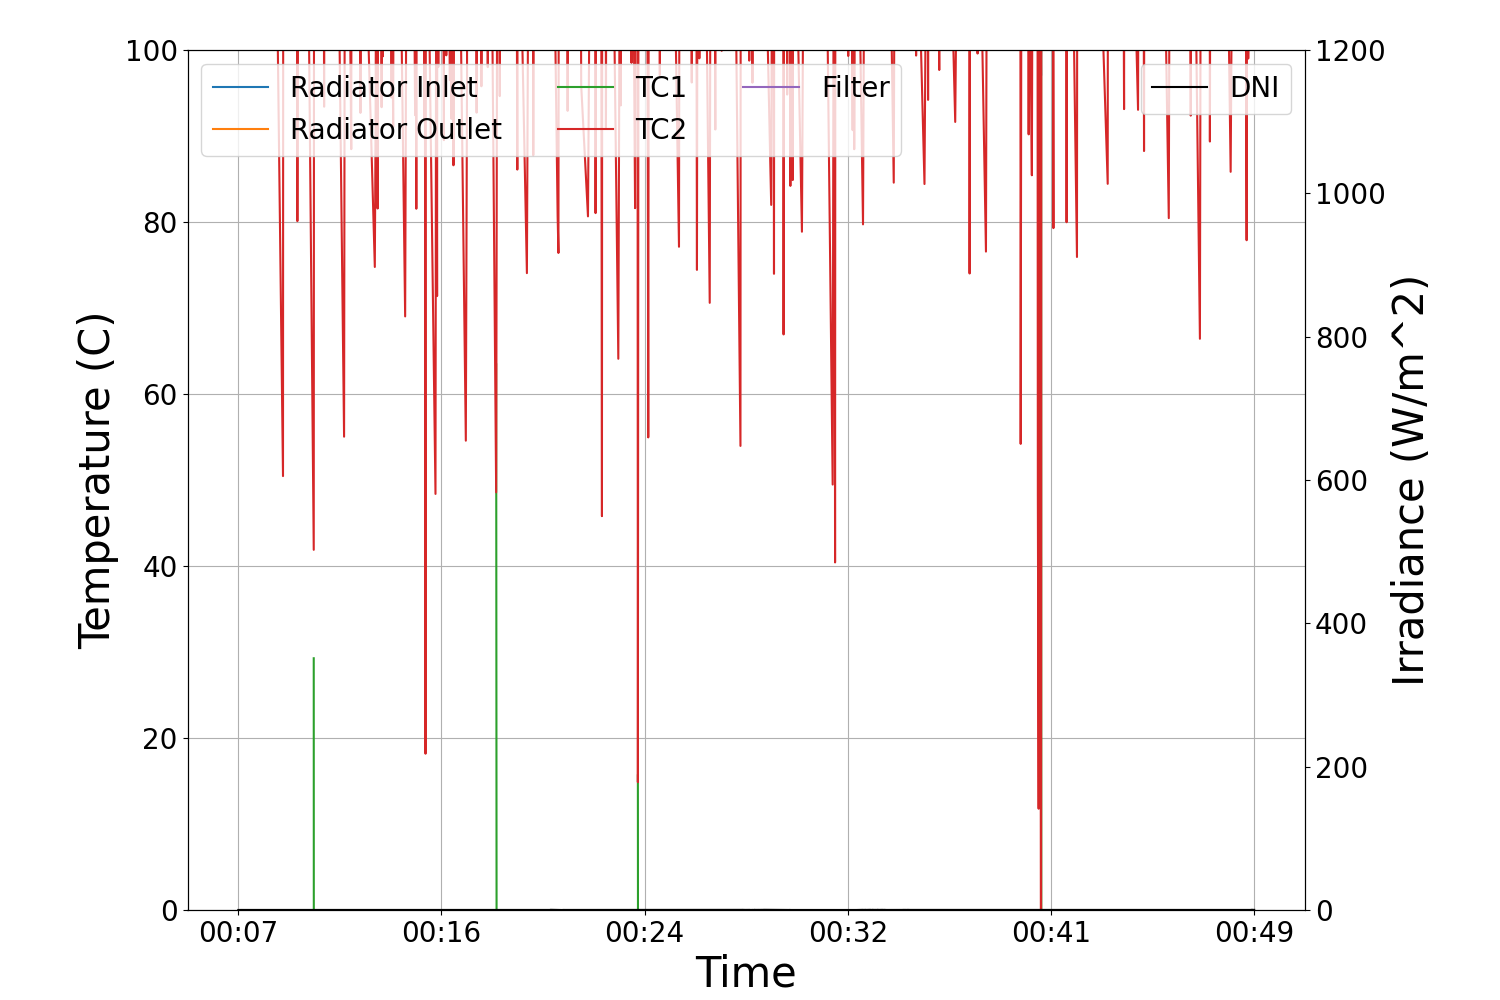 100
80
60
40
20
0
Temperature (C)
Radiator Inlet
Radiator Outlet
TC1
TC2
Filter
DNI
1200
1000
800
600
400
200
0
Irradiance (W/m^2)
00:07 00:16 00:24 00:32 00:41 00:49
Time